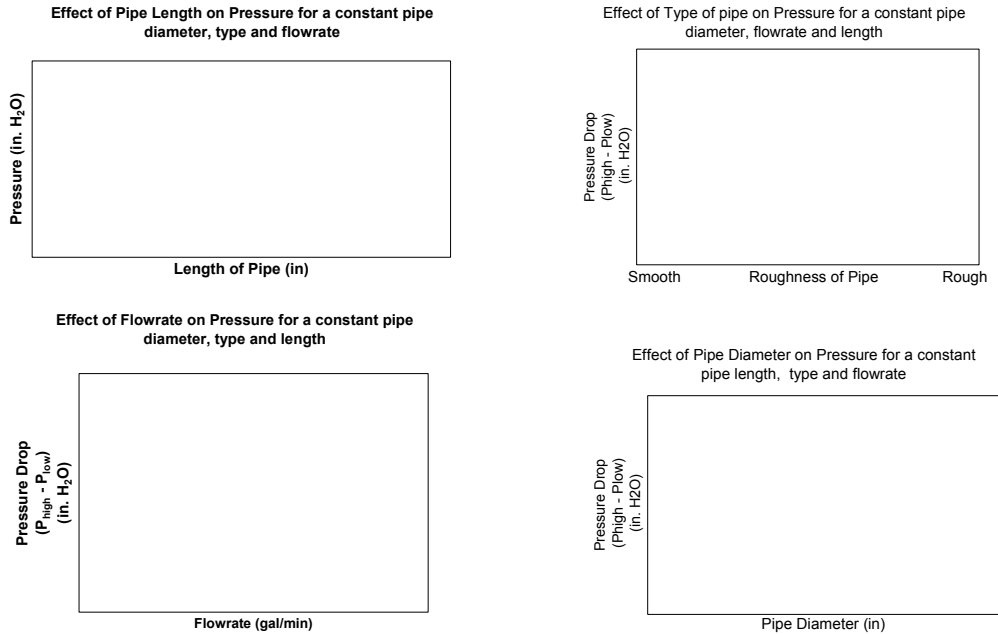 Effect of Pipe Length on Pressure for a constant pipe
diameter, type and flowrate
Pressure (in. H₂O)
Length of Pipe (in)
Effect of Type of pipe on Pressure for a constant pipe
diameter, flowrate and length
Pressure Drop
(Phigh - Plow)
(in. H2O)
Smooth Roughness of Pipe Rough
Effect of Flowrate on Pressure for a constant pipe
diameter, type and length
Pressure Drop
(P_high - P_low)
(in. H₂O)
Flowrate (gal/min)
Effect of Pipe Diameter on Pressure for a constant
pipe length, type and flowrate
Pressure Drop
(Phigh - Plow)
(in. H2O)
Pipe Diameter (in)